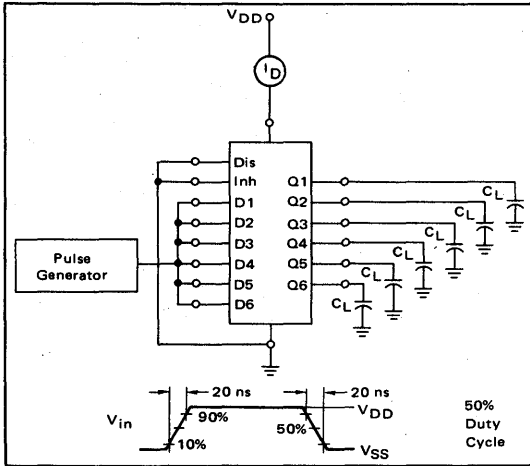 VDD
ID
Dis
Inh
D1
D2
D3
D4
D5
D6
Q1
Q2
Q3
Q4
Q5
Q6
CL
CL
CL
CL
CL
CL
Pulse
Generator
20 ns
20 ns
Vin
90%
10%
50%
VDD
VSS
50%
Duty
Cycle